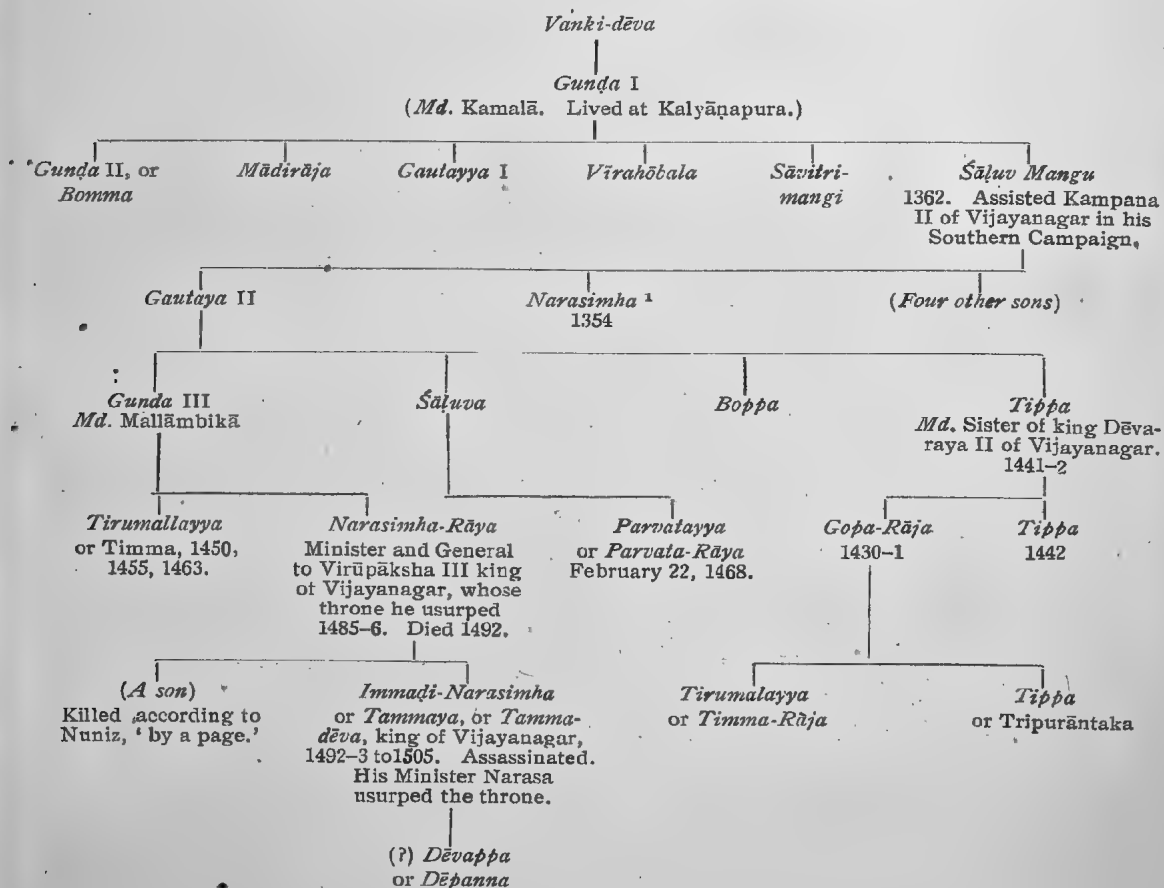 Vanki-dēva
Gunḍa I
(Md. Kamalā. Lived at Kalyāṇapura.)
Gunḍa II, or
Bomma
Mādirāja
Gautayya I
Vīrahōbala
Sāvitri-
mangi
Śāḷuv Mangu
1362. Assisted Kampana
II of Vijayanagar in his
Southern Campaign.
Gautaya II
Narasimha ¹
1354
(Four other sons)
Gunda III
Md. Mallāmbikā
Śāḷuva
Boppa
Tippa
Md. Sister of king Dēva-
raya II of Vijayanagar.
1441–2
Tirumallayya
or Timma, 1450,
1455, 1463.
Narasimha-Rāya
Minister and General
to Virūpāksha III king
of Vijayanagar, whose
throne he usurped
1485–6. Died 1492.
Parvatayya
or Parvata-Rāya
February 22, 1468.
Gopa-Rāja
1430–1
Tippa
1442
(A son)
Killed according to
Nuniz, ‘ by a page.’
Immaḍi-Narasimha
or Tammaya, or Tamma-
dēva, king of Vijayanagar,
1492–3 to 1505. Assassinated.
His Minister Narasa
usurped the throne.
Tirumalayya
or Timma-Rāja
Tippa
or Tripurāntaka
(?) Dēvappa
or Dēpanna